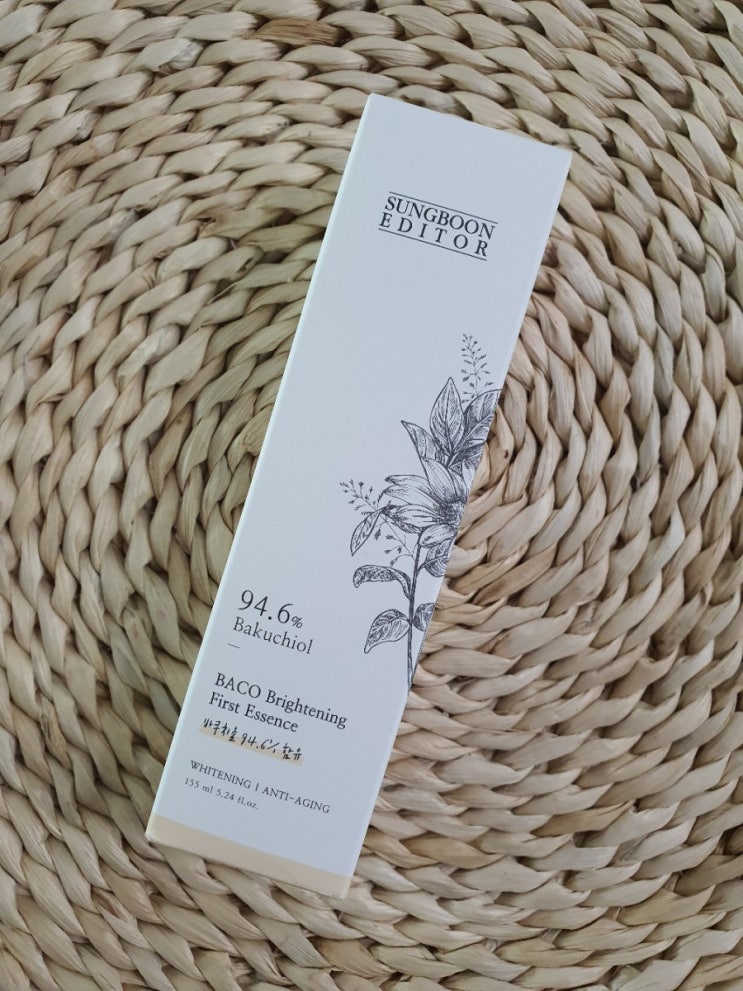 SUNGBOON
EDITOR
94.6%
Bakuchiol
BACO Brightening
First Essence
바쿠치올 94.6% 함유
WHITENING | ANTI-AGING
155 ml 5.24 fl.oz.